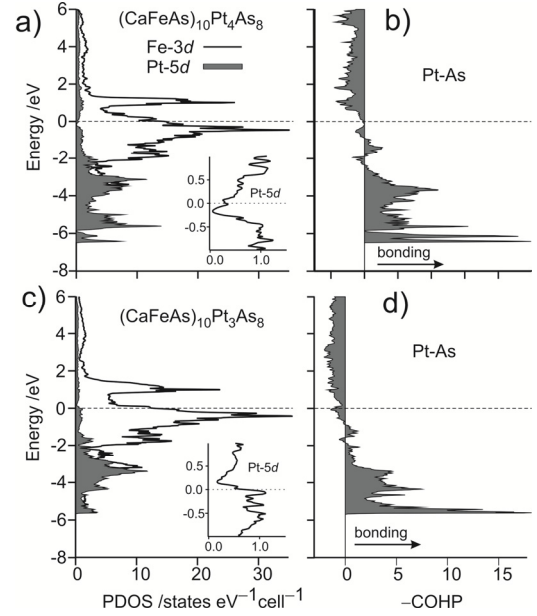 a)
(CaFeAs)₁₀Pt₄As₈
Fe-3d
Pt-5d
Energy /eV
6
4
2
0
-2
-4
-6
-8
Pt-5d
0.5
0.0
-0.5
0.0 1.0
b)
Pt-As
bonding
c)
(CaFeAs)₁₀Pt₃As₈
Energy /eV
6
4
2
0
-2
-4
-6
-8
Pt-5d
0.5
0.0
-0.5
0.0 1.0
0 10 20 30
PDOS /states eV⁻¹cell⁻¹
d)
Pt-As
bonding
0 5 10 15
–COHP